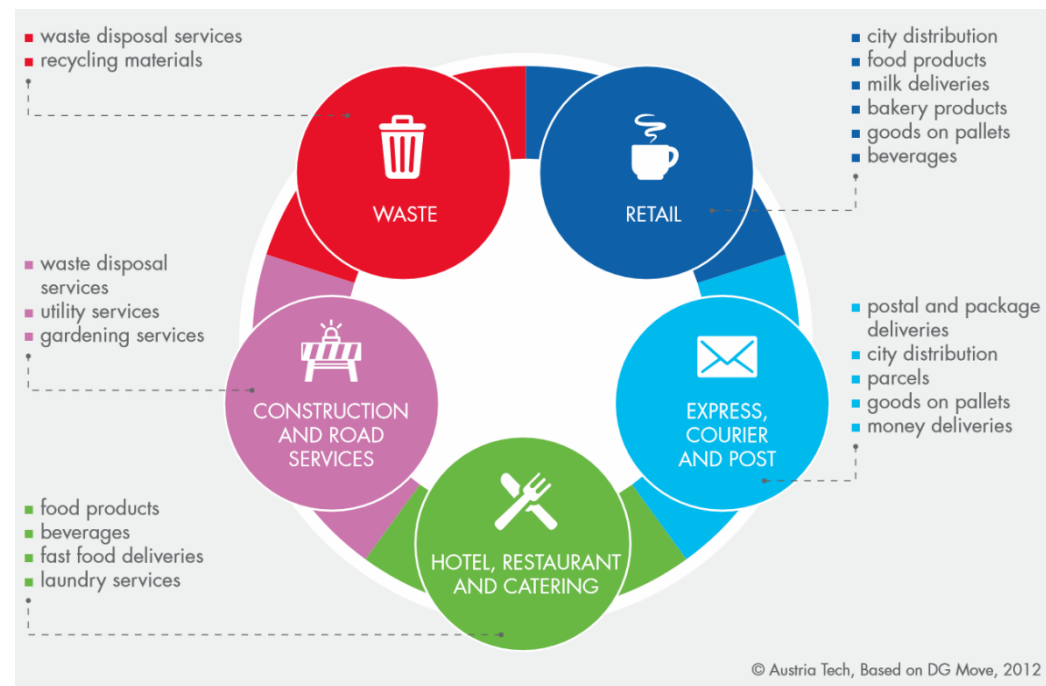 waste disposal services
recycling materials
WASTE
city distribution
food products
milk deliveries
bakery products
goods on pallets
beverages
RETAIL
waste disposal
services
utility services
gardening services
CONSTRUCTION
AND ROAD
SERVICES
postal and package
deliveries
city distribution
parcels
goods on pallets
money deliveries
EXPRESS,
COURIER
AND POST
food products
beverages
fast food deliveries
laundry services
HOTEL, RESTAURANT
AND CATERING
© Austria Tech, Based on DG Move, 2012